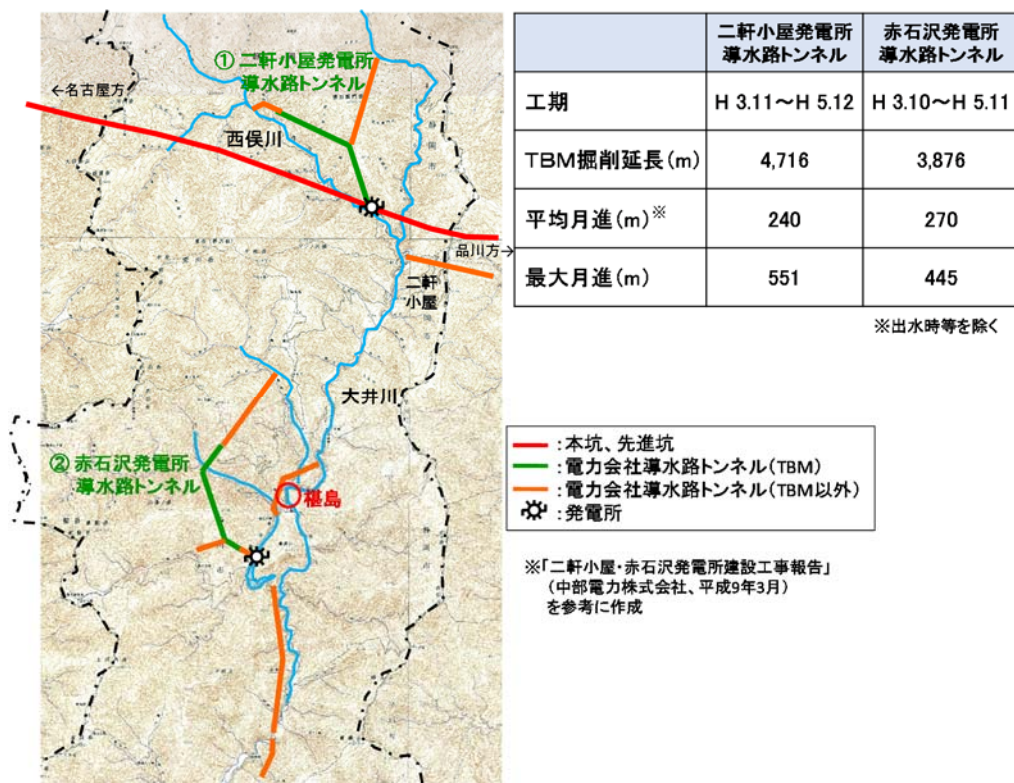 ① 二軒小屋発電所
導水路トンネル
←名古屋方
西俣川
品川方→
二軒
小屋
大井川
② 赤石沢発電所
導水路トンネル
椹島
二軒小屋発電所
導水路トンネル
赤石沢発電所
導水路トンネル
工期
H 3.11～H 5.12
H 3.10～H 5.11
TBM掘削延長(m)
4,716
3,876
平均月進(m)※
240
270
最大月進(m)
551
445
※出水時等を除く
:本坑、先進坑
:電力会社導水路トンネル(TBM)
:電力会社導水路トンネル(TBM以外)
:発電所
※「二軒小屋・赤石沢発電所建設工事報告」
(中部電力株式会社、平成9年3月)
を参考に作成